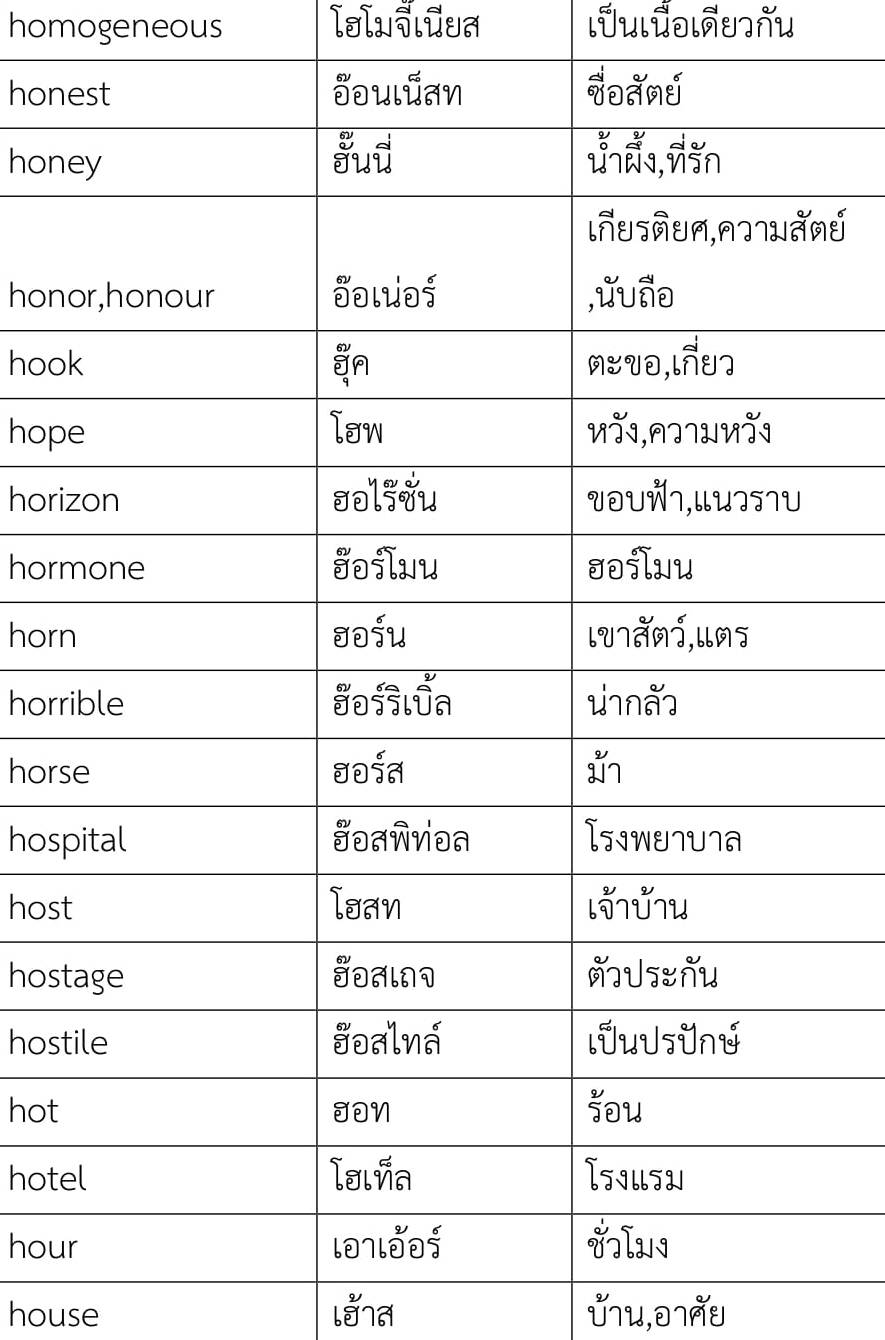 homogeneous โฮโมจี๊เนียส เป็นเนื้อเดียวกัน
honest อ๊อนเน็สท ซื่อสัตย์
honey ฮั๊นนี่ น้ำผึ้ง,ที่รัก
เกียรติยศ,ความสัตย์
honor,honour อ๊อเน่อร์ ,นับถือ
hook ฮุ๊ค ตะขอ,เกี่ยว
hope โฮพ หวัง,ความหวัง
horizon ฮอไร๊ซั่น ขอบฟ้า,แนวราบ
hormone ฮ๊อร์โมน ฮอร์โมน
horn ฮอร์น เขาสัตว์,แตร
horrible ฮ๊อร์ริเบิ้ล น่ากลัว
horse ฮอร์ส ม้า
hospital ฮ๊อสพิท่อล โรงพยาบาล
host โฮสท เจ้าบ้าน
hostage ฮ๊อสเถจ ตัวประกัน
hostile ฮ๊อสไทล์ เป็นปรปักษ์
hot ฮอท ร้อน
hotel โฮเท็ล โรงแรม
hour เอาเอ้อร์ ชั่วโมง
house เฮ้าส บ้าน,อาศัย